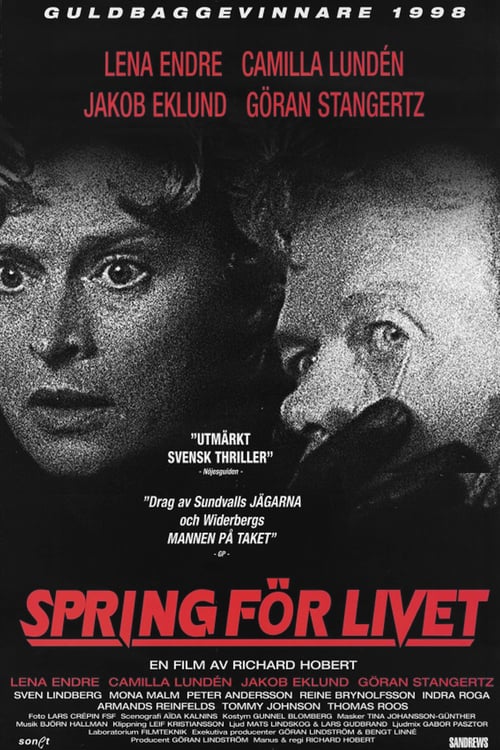 GULDBAGGEVINNARE 1998
LENA ENDRE CAMILLA LUNDÉN
JAKOB EKLUND GÖRAN STANGERTZ
"UTMÄRKT
SVENSK THRILLER"
- Nöjesguiden -
"Drag av Sundvalls JÄGARNA
och Widerbergs
MANNEN PÅ TAKET"
- GP -
SPRING FÖR LIVET
EN FILM AV RICHARD HOBERT
LENA ENDRE CAMILLA LUNDÉN JAKOB EKLUND GÖRAN STANGERTZ
SVEN LINDBERG MONA MALM PETER ANDERSSON REINE BRYNOLFSSON INDRA ROGA
ARMANDS REINFELDS TOMMY JOHNSON THOMAS ROOS
Foto LARS CRÉPIN FSF Scenografi AÏDA KALNINS Kostym GUNNEL BLOMBERG Masker TINA JOHANSSON-GÜNTHER
Musik BJÖRN HALLMAN Klippning LEIF KRISTIANSSON Ljud MATS LINDSKOG & LARS GUDBRAND Ljudmix GABOR PASZTOR
Laboratorium FILMTEKNIK Executiva producenter GÖRAN LINDSTRÖM & BENGT LINNÉ
Producent GÖRAN LINDSTRÖM Manus & regi RICHARD HOBERT
sonet
SANDREWS